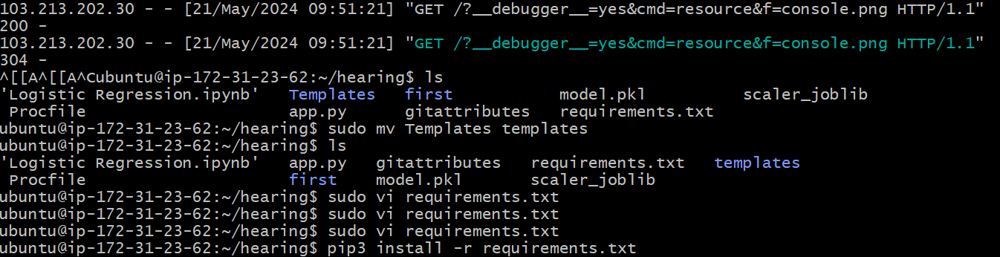 103.213.202.30 - - [21/May/2024 09:51:21] "GET /?__debugger__=yes&cmd=resource&f=console.png HTTP/1.1"
200 -
103.213.202.30 - - [21/May/2024 09:51:21] "GET /?__debugger__=yes&cmd=resource&f=console.png HTTP/1.1"
304 -
^[[A^[[A^Cubuntu@ip-172-31-23-62:~/hearing$ ls
'Logistic Regression.ipynb'   Templates   first           model.pkl          scaler_joblib
 Procfile                     app.py      gitattributes   requirements.txt
ubuntu@ip-172-31-23-62:~/hearing$ sudo mv Templates templates
ubuntu@ip-172-31-23-62:~/hearing$ ls
'Logistic Regression.ipynb'   app.py   gitattributes   requirements.txt   templates
 Procfile                     first    model.pkl       scaler_joblib
ubuntu@ip-172-31-23-62:~/hearing$ sudo vi requirements.txt
ubuntu@ip-172-31-23-62:~/hearing$ sudo vi requirements.txt
ubuntu@ip-172-31-23-62:~/hearing$ sudo vi requirements.txt
ubuntu@ip-172-31-23-62:~/hearing$ pip3 install -r requirements.txt